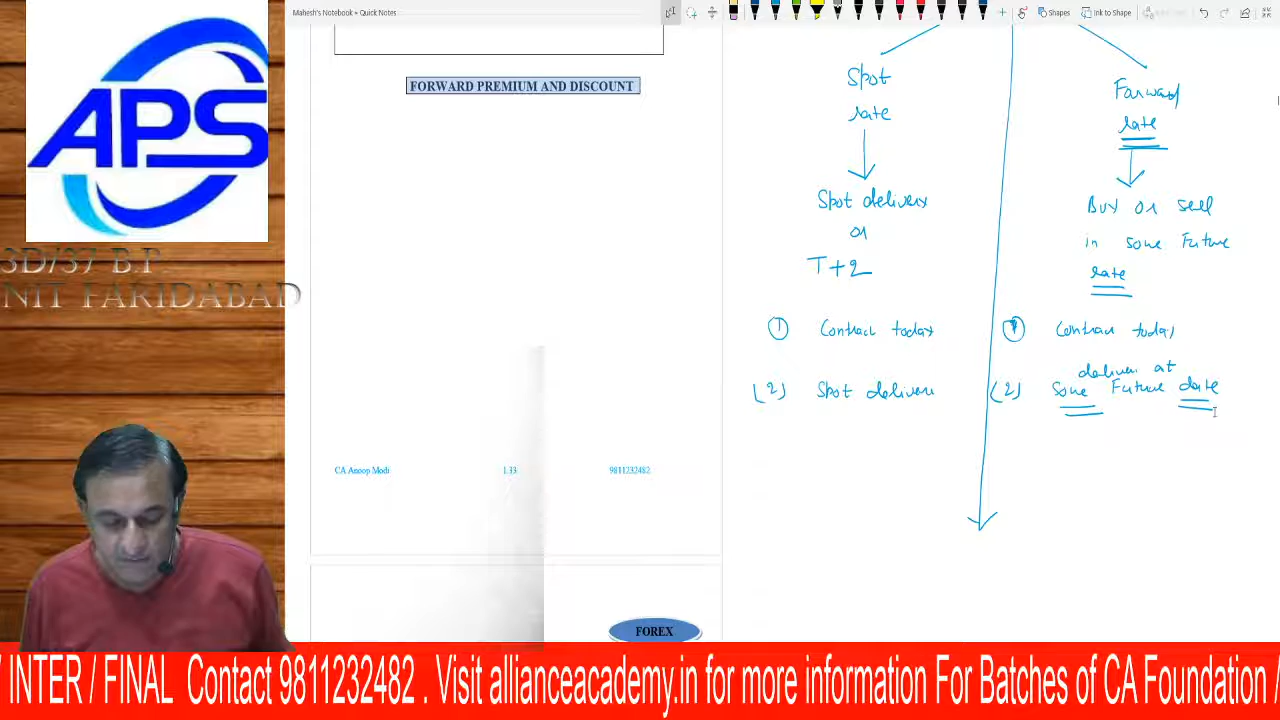 APS
3D/37 B.P.
NIT FARIDABAD
Mahesh's Notebook • Quick Notes
Shapes
Ink to Shape
FORWARD PREMIUM AND DISCOUNT
CA Anoop Modi
1.33
9811232482
FOREX
Spot
rate
Spot delivery
or
T+2
① Contract today
(2) Spot delivery
Forward
rate
Buy or sell
in some Future
rate
① Contract today
deliver at
(2) Some Future date
/ INTER / FINAL Contact 9811232482 . Visit allianceacademy.in for more information For Batches of CA Foundation /